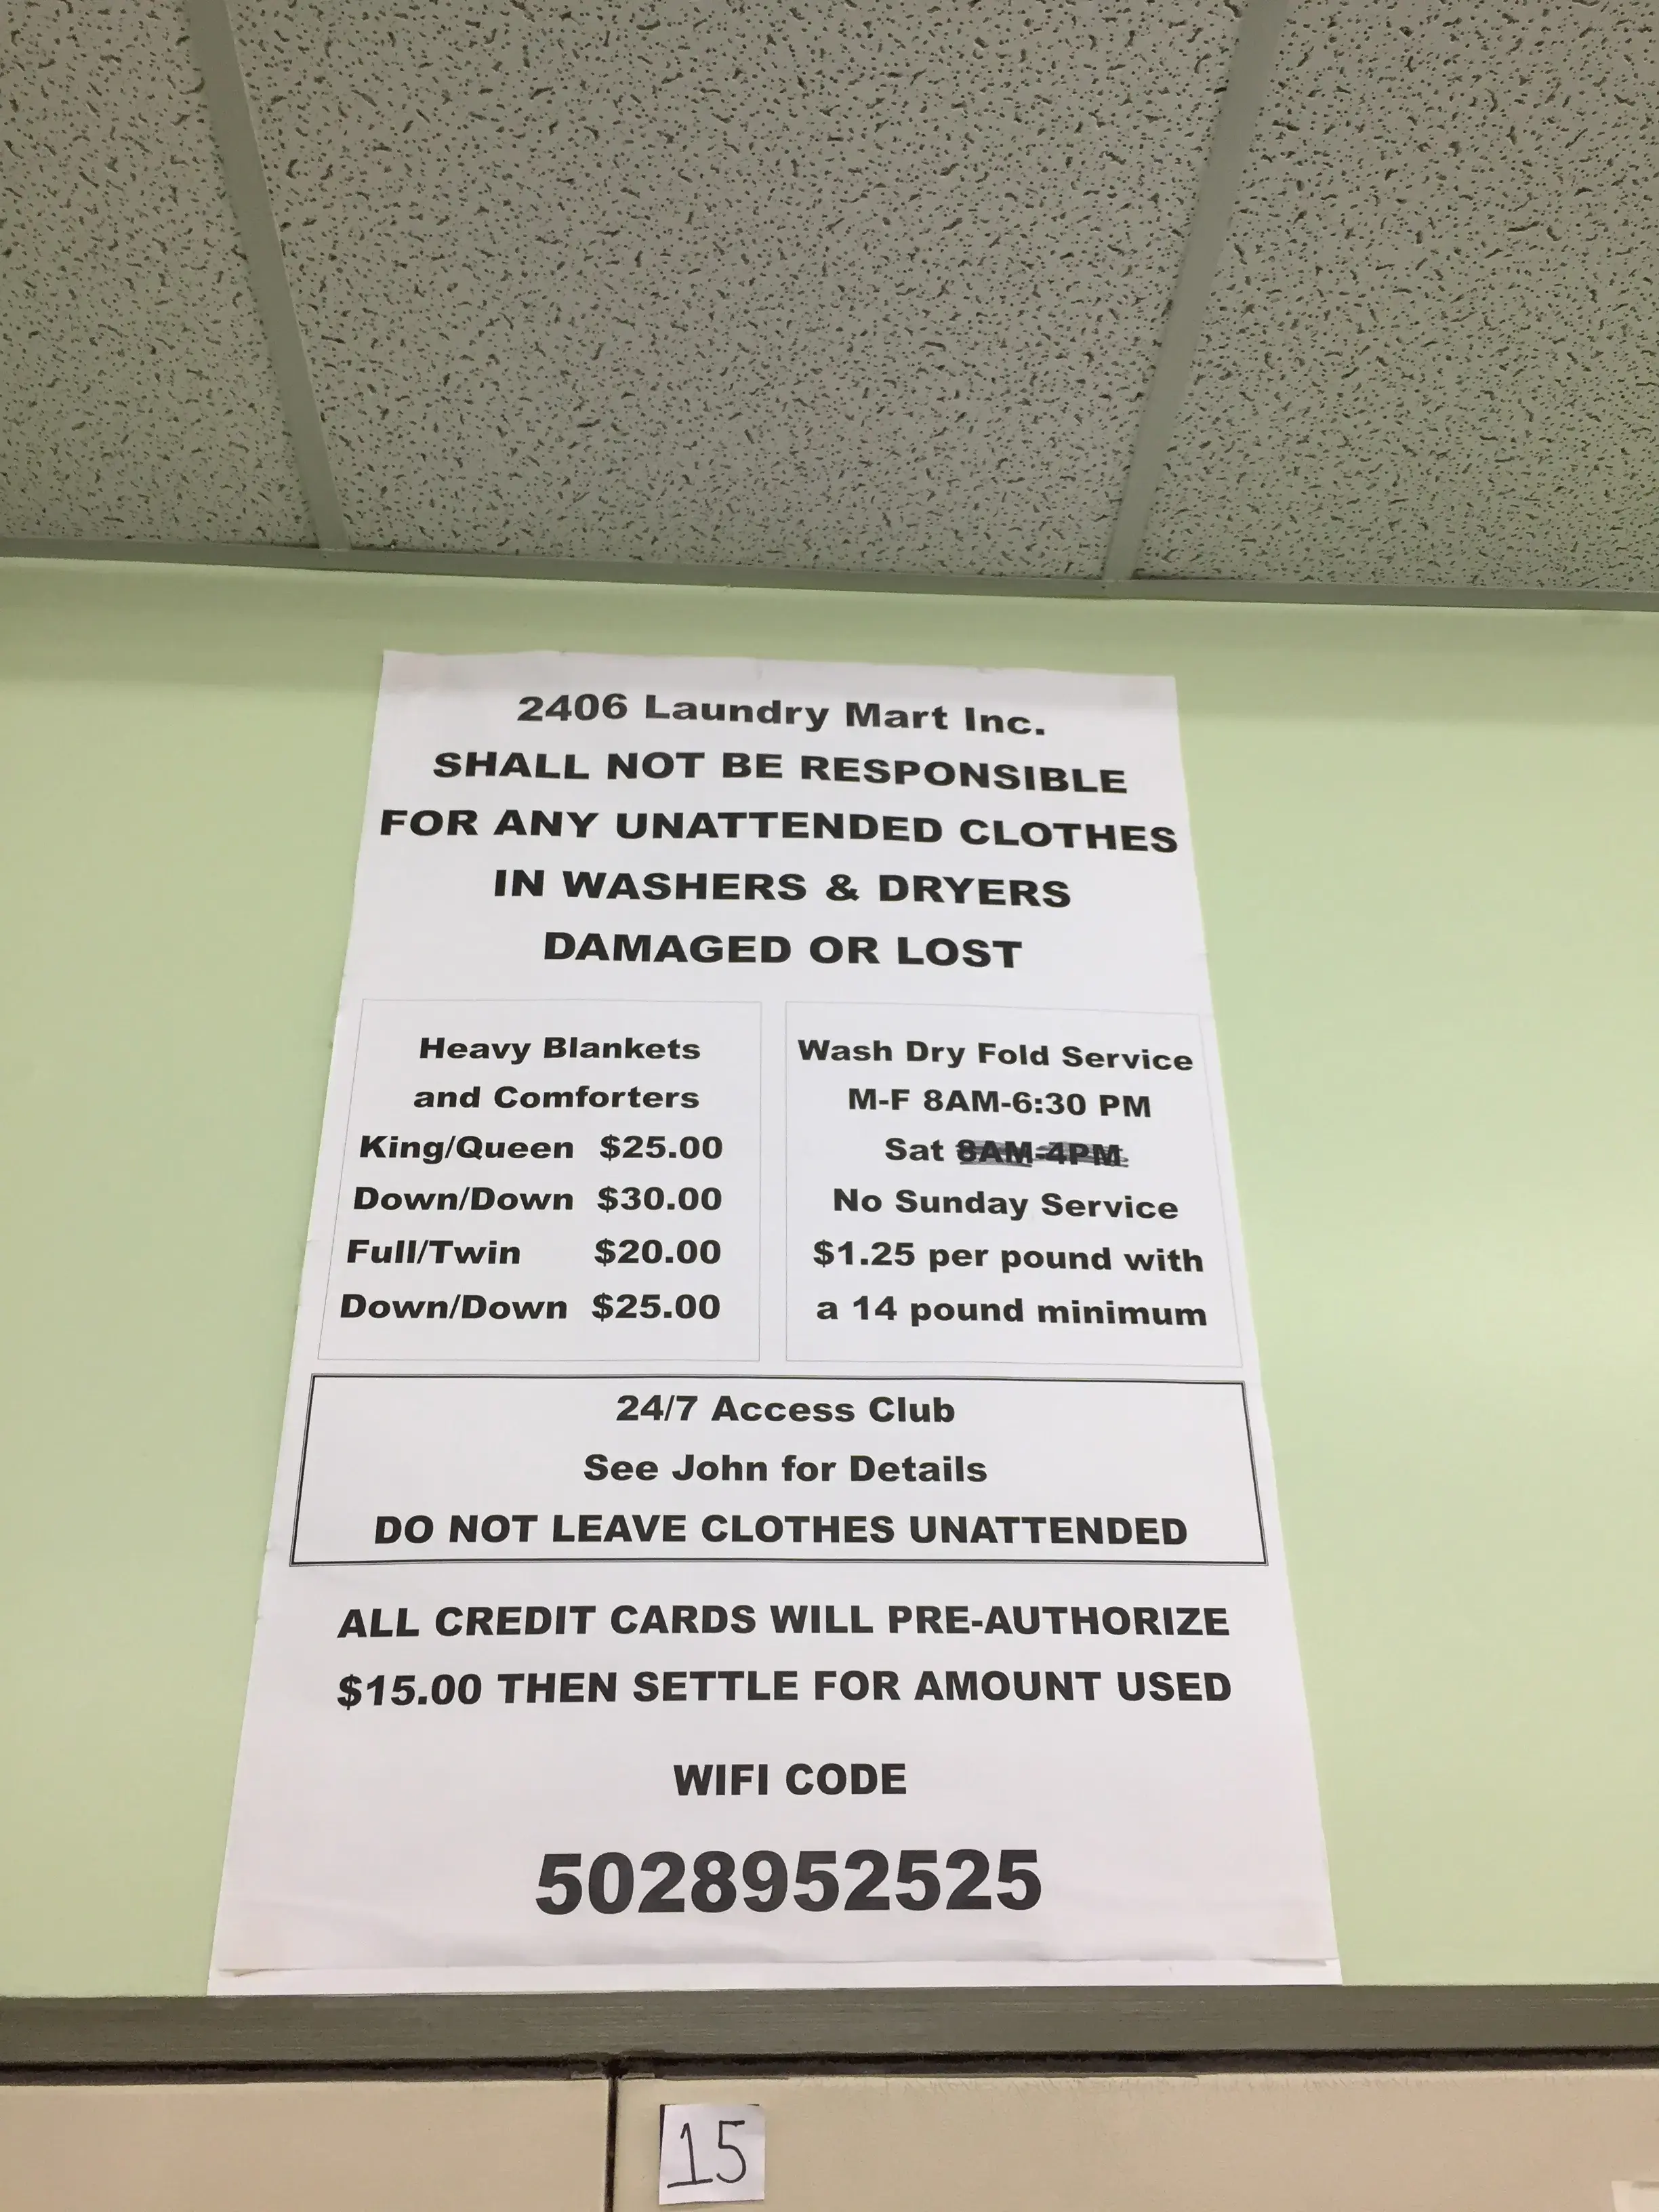 2406 Laundry Mart Inc.
SHALL NOT BE RESPONSIBLE
FOR ANY UNATTENDED CLOTHES
IN WASHERS & DRYERS
DAMAGED OR LOST
Heavy Blankets
and Comforters
King/Queen $25.00
Down/Down $30.00
Full/Twin $20.00
Down/Down $25.00
Wash Dry Fold Service
M-F 8AM-6:30 PM
Sat 8AM-4PM
No Sunday Service
$1.25 per pound with
a 14 pound minimum
24/7 Access Club
See John for Details
DO NOT LEAVE CLOTHES UNATTENDED
ALL CREDIT CARDS WILL PRE-AUTHORIZE
$15.00 THEN SETTLE FOR AMOUNT USED
WIFI CODE
5028952525
15